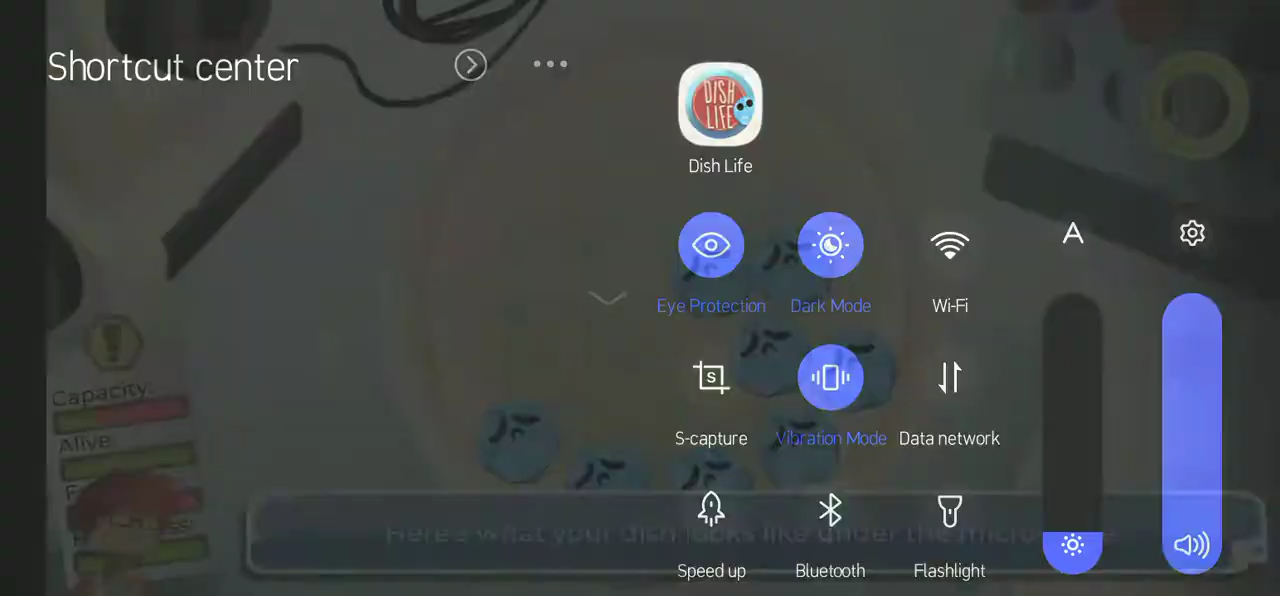 Shortcut center
DISH
LIFE
Dish Life
A
Eye Protection
Dark Mode
Wi-Fi
Capacity:
S
Alive
S-capture
Vibration Mode
Data network
Here's what your dish looks like under the
Speed up
Bluetooth
Flashlight